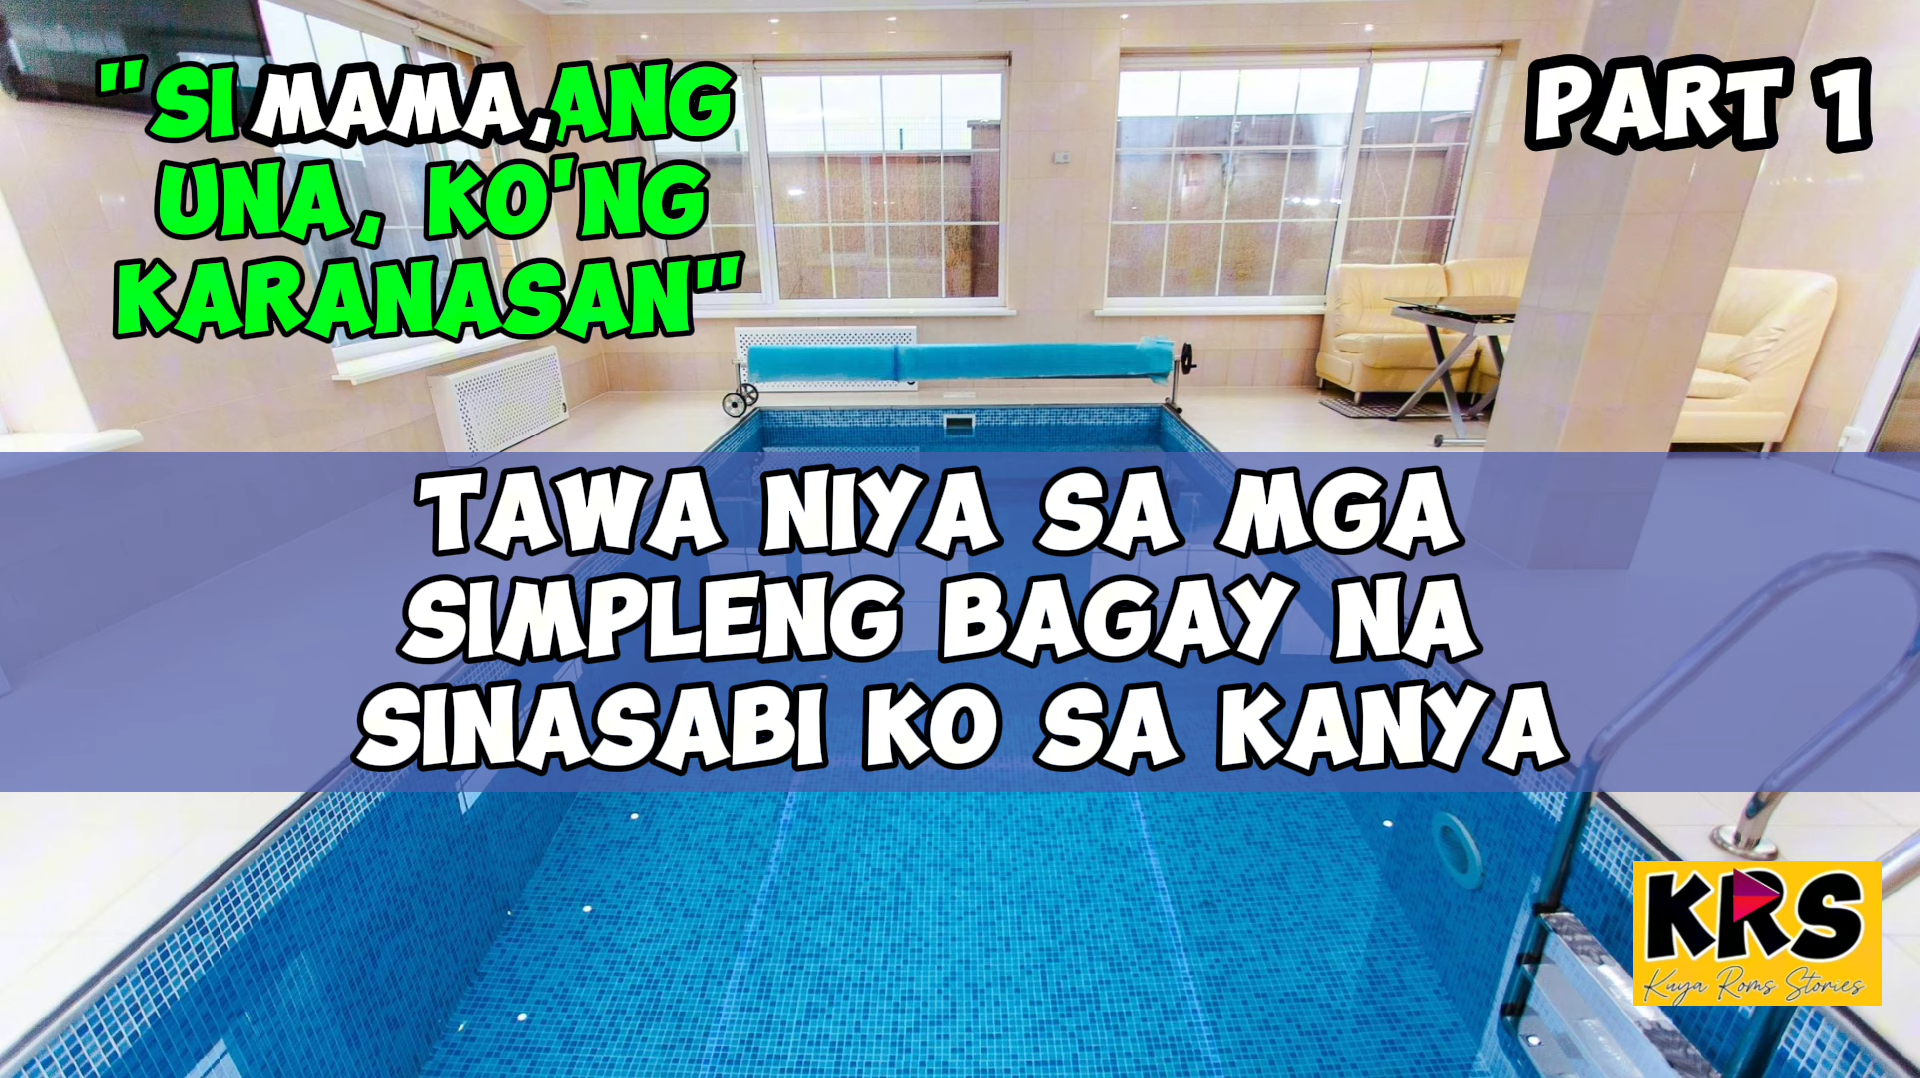 "SI MAMA,ANG
UNA, KO'NG
KARANASAN"
PART 1
TAWA NIYA SA MGA
SIMPLENG BAGAY NA
SINASABI KO SA KANYA
KRS
Kuya Roms Stories